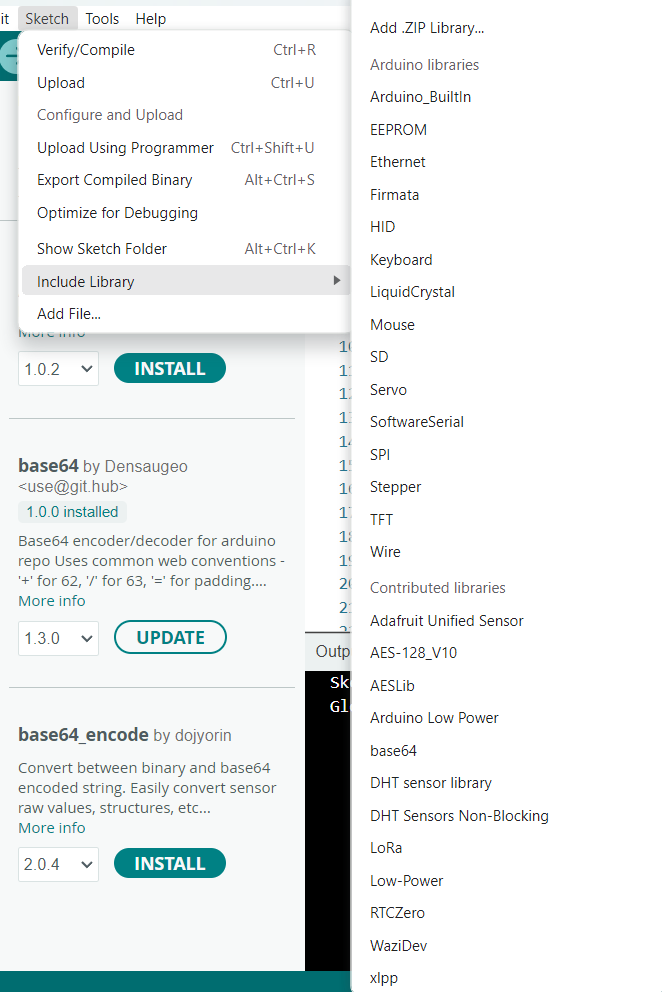 it Sketch Tools Help
Verify/Compile Ctrl+R
Upload Ctrl+U
Configure and Upload
Upload Using Programmer Ctrl+Shift+U
Export Compiled Binary Alt+Ctrl+S
Optimize for Debugging
Show Sketch Folder Alt+Ctrl+K
Include Library
Add File...
More info
1.0.2 INSTALL
base64 by Densaugeo
<use@git.hub>
1.0.0 installed
Base64 encoder/decoder for arduino
repo Uses common web conventions -
'+' for 62, '/' for 63, '=' for padding....
More info
1.3.0 UPDATE
base64_encode by dojyorin
Convert between binary and base64
encoded string. Easily convert sensor
raw values, structures, etc...
More info
2.0.4 INSTALL
10
11
12
13
14
15
16
17
18
19
20
21
Outp
Sk
Gl
Add .ZIP Library...
Arduino libraries
Arduino_BuiltIn
EEPROM
Ethernet
Firmata
HID
Keyboard
LiquidCrystal
Mouse
SD
Servo
SoftwareSerial
SPI
Stepper
TFT
Wire
Contributed libraries
Adafruit Unified Sensor
AES-128_V10
AESLib
Arduino Low Power
base64
DHT sensor library
DHT Sensors Non-Blocking
LoRa
Low-Power
RTCZero
WaziDev
xlpp